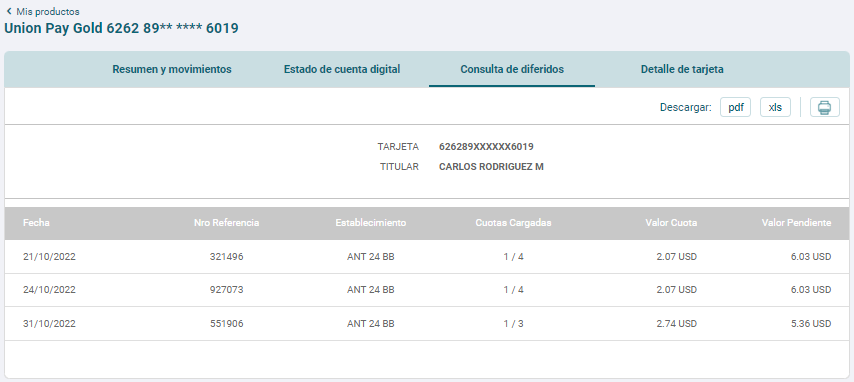 Mis productos
Union Pay Gold 6262 89** **** 6019
Resumen y movimientos Estado de cuenta digital Consulta de diferidos Detalle de tarjeta
Descargar: pdf xls
TARJETA 626289XXXXXX6019
TITULAR CARLOS RODRIGUEZ M
Fecha Nro Referencia Establecimiento Cuotas Cargadas Valor Cuota Valor Pendiente
21/10/2022 321496 ANT 24 BB 1 / 4 2.07 USD 6.03 USD
24/10/2022 927073 ANT 24 BB 1 / 4 2.07 USD 6.03 USD
31/10/2022 551906 ANT 24 BB 1 / 3 2.74 USD 5.36 USD